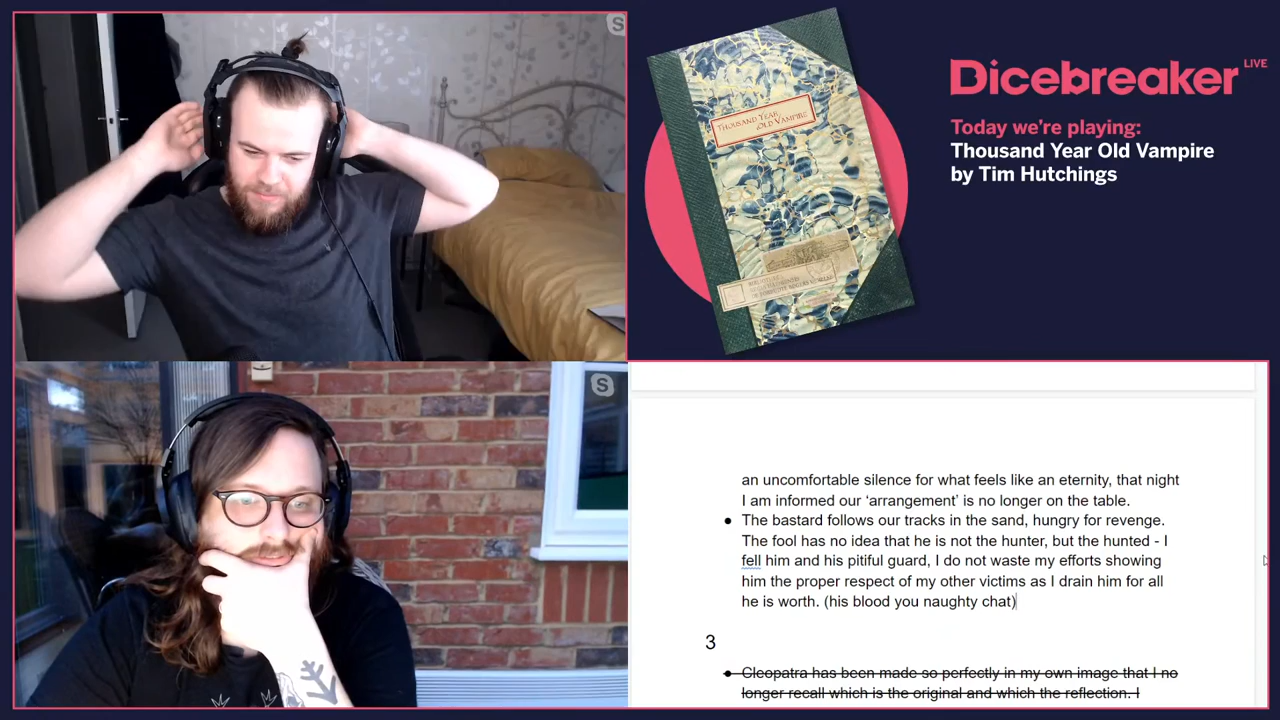 S
THOUSAND YEAR
OLD VAMPIRE
Dicebreaker LIVE
Today we're playing:
Thousand Year Old Vampire
by Tim Hutchings
S
an uncomfortable silence for what feels like an eternity, that night
I am informed our ‘arrangement’ is no longer on the table.
● The bastard follows our tracks in the sand, hungry for revenge.
The fool has no idea that he is not the hunter, but the hunted - I
fell him and his pitiful guard, I do not waste my efforts showing
him the proper respect of my other victims as I drain him for all
he is worth. (his blood you naughty chat)
3
● Cleopatra has been made so perfectly in my own image that I no
longer recall which is the original and which the reflection. I